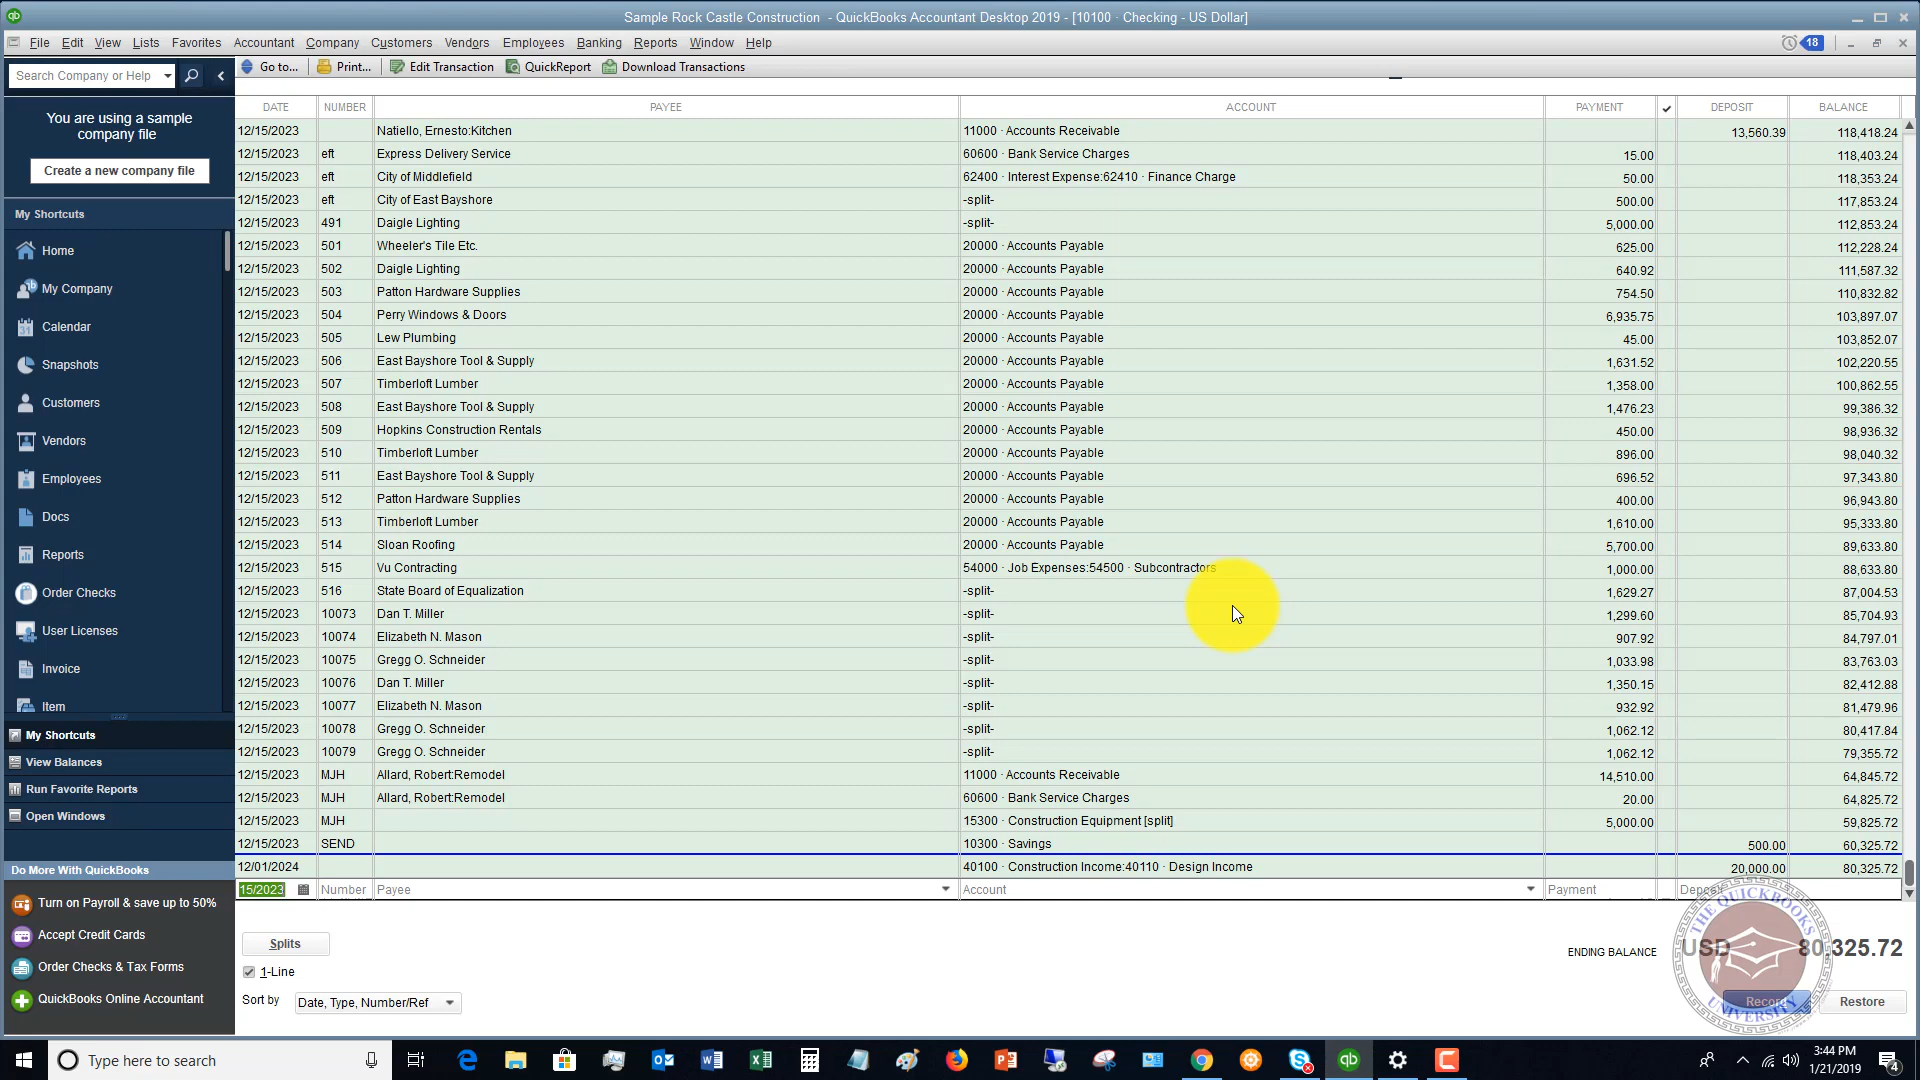 Sample Rock Castle Construction - QuickBooks Accountant Desktop 2019 - [10100 · Checking - US Dollar]
File Edit View Lists Favorites Accountant Company Customers Vendors Employees Banking Reports Window Help 18
Search Company or Help
Go to... Print... Edit Transaction QuickReport Download Transactions
You are using a sample
company file
Create a new company file
My Shortcuts
Home
My Company
Calendar
Snapshots
Customers
Vendors
Employees
Docs
Reports
Order Checks
User Licenses
Invoice
Item
My Shortcuts
View Balances
Run Favorite Reports
Open Windows
Do More With QuickBooks
Turn on Payroll & save up to 50%
Accept Credit Cards
Order Checks & Tax Forms
QuickBooks Online Accountant
DATE NUMBER PAYEE ACCOUNT PAYMENT ✓ DEPOSIT BALANCE
12/15/2023 Natiello, Ernesto:Kitchen 11000 · Accounts Receivable 13,560.39 118,418.24
12/15/2023 eft Express Delivery Service 60600 · Bank Service Charges 15.00 118,403.24
12/15/2023 eft City of Middlefield 62400 · Interest Expense:62410 · Finance Charge 50.00 118,353.24
12/15/2023 eft City of East Bayshore -split- 500.00 117,853.24
12/15/2023 491 Daigle Lighting -split- 5,000.00 112,853.24
12/15/2023 501 Wheeler's Tile Etc. 20000 · Accounts Payable 625.00 112,228.24
12/15/2023 502 Daigle Lighting 20000 · Accounts Payable 640.92 111,587.32
12/15/2023 503 Patton Hardware Supplies 20000 · Accounts Payable 754.50 110,832.82
12/15/2023 504 Perry Windows & Doors 20000 · Accounts Payable 6,935.75 103,897.07
12/15/2023 505 Lew Plumbing 20000 · Accounts Payable 45.00 103,852.07
12/15/2023 506 East Bayshore Tool & Supply 20000 · Accounts Payable 1,631.52 102,220.55
12/15/2023 507 Timberloft Lumber 20000 · Accounts Payable 1,358.00 100,862.55
12/15/2023 508 East Bayshore Tool & Supply 20000 · Accounts Payable 1,476.23 99,386.32
12/15/2023 509 Hopkins Construction Rentals 20000 · Accounts Payable 450.00 98,936.32
12/15/2023 510 Timberloft Lumber 20000 · Accounts Payable 896.00 98,040.32
12/15/2023 511 East Bayshore Tool & Supply 20000 · Accounts Payable 696.52 97,343.80
12/15/2023 512 Patton Hardware Supplies 20000 · Accounts Payable 400.00 96,943.80
12/15/2023 513 Timberloft Lumber 20000 · Accounts Payable 1,610.00 95,333.80
12/15/2023 514 Sloan Roofing 20000 · Accounts Payable 5,700.00 89,633.80
12/15/2023 515 Vu Contracting 54000 · Job Expenses:54500 · Subcontractors 1,000.00 88,633.80
12/15/2023 516 State Board of Equalization -split- 1,629.27 87,004.53
12/15/2023 10073 Dan T. Miller -split- 1,299.60 85,704.93
12/15/2023 10074 Elizabeth N. Mason -split- 907.92 84,797.01
12/15/2023 10075 Gregg O. Schneider -split- 1,033.98 83,763.03
12/15/2023 10076 Dan T. Miller -split- 1,350.15 82,412.88
12/15/2023 10077 Elizabeth N. Mason -split- 932.92 81,479.96
12/15/2023 10078 Gregg O. Schneider -split- 1,062.12 80,417.84
12/15/2023 10079 Gregg O. Schneider -split- 1,062.12 79,355.72
12/15/2023 MJH Allard, Robert:Remodel 11000 · Accounts Receivable 14,510.00 64,845.72
12/15/2023 MJH Allard, Robert:Remodel 60600 · Bank Service Charges 20.00 64,825.72
12/15/2023 MJH 15300 · Construction Equipment [split] 5,000.00 59,825.72
12/15/2023 SEND 10300 · Savings 500.00 60,325.72
12/01/2024 40100 · Construction Income:40110 · Design Income 20,000.00 80,325.72
15/2023 Number Payee Account Payment Deposit
Splits
1-Line
Sort by Date, Type, Number/Ref
ENDING BALANCE USD 80,325.72
Record Restore
THE QUICKBOOKS UNIVERSITY
Type here to search
3:44 PM
1/21/2019
4